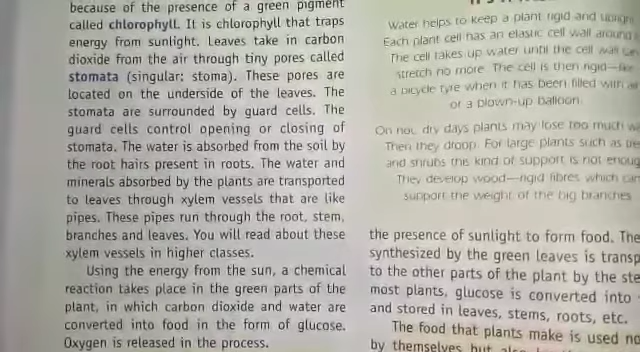 because of the presence of a green pigment
called chlorophyll. It is chlorophyll that traps
energy from sunlight. Leaves take in carbon
dioxide from the air through tiny pores called
stomata (singular: stoma). These pores are
located on the underside of the leaves. The
stomata are surrounded by guard cells. The
guard cells control opening or closing of
stomata. The water is absorbed from the soil by
the root hairs present in roots. The water and
minerals absorbed by the plants are transported
to leaves through xylem vessels that are like
pipes. These pipes run through the root, stem,
branches and leaves. You will read about these
xylem vessels in higher classes.
Using the energy from the sun, a chemical
reaction takes place in the green parts of the
plant, in which carbon dioxide and water are
converted into food in the form of glucose.
Oxygen is released in the process.
Water helps to keep a plant rigid and
Each plant cell has an elastic cell wall around
The cell takes up water until the cell wall
stretch no more. The cell is then rigid—
a bicycle tyre when it has been filled with
or a blown-up balloon.
On hot, dry days plants may lose too much
Then they droop. For large plants such as
and shrubs this kind of support is not
They develop wood—rigid fibres which can
support the weight of the big branches.
the presence of sunlight to form food. The
synthesized by the green leaves is
to the other parts of the plant by the
most plants, glucose is converted into
and stored in leaves, stems, roots, etc.
The food that plants make is used
by themselves but